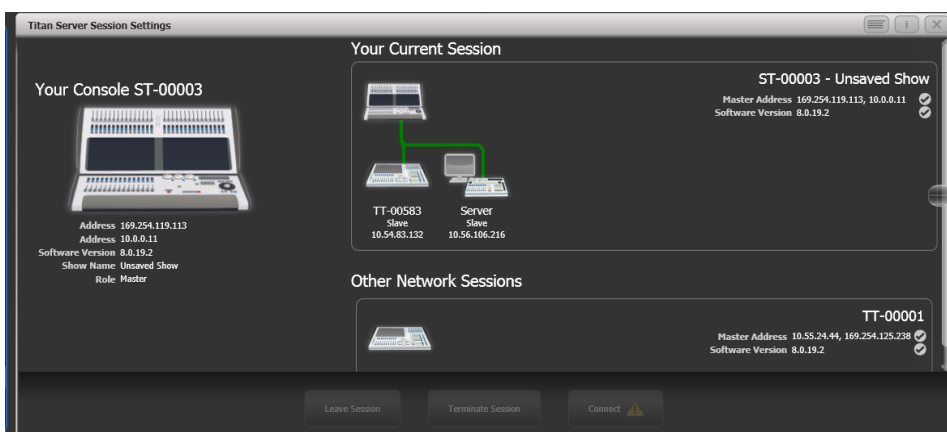 Titan Server Session Settings
i
Your Console ST-00003
Address 169.254.119.113
Address 10.0.0.11
Software Version 8.0.19.2
Show Name Unsaved Show
Role Master
Your Current Session
ST-00003 - Unsaved Show
Master Address 169.254.119.113, 10.0.0.11
Software Version 8.0.19.2
TT-00583
Slave
10.54.83.132
Server
Slave
10.56.106.216
Other Network Sessions
TT-00001
Master Address 10.55.24.44, 169.254.125.238
Software Version 8.0.19.2
Leave Session
Terminate Session
Connect